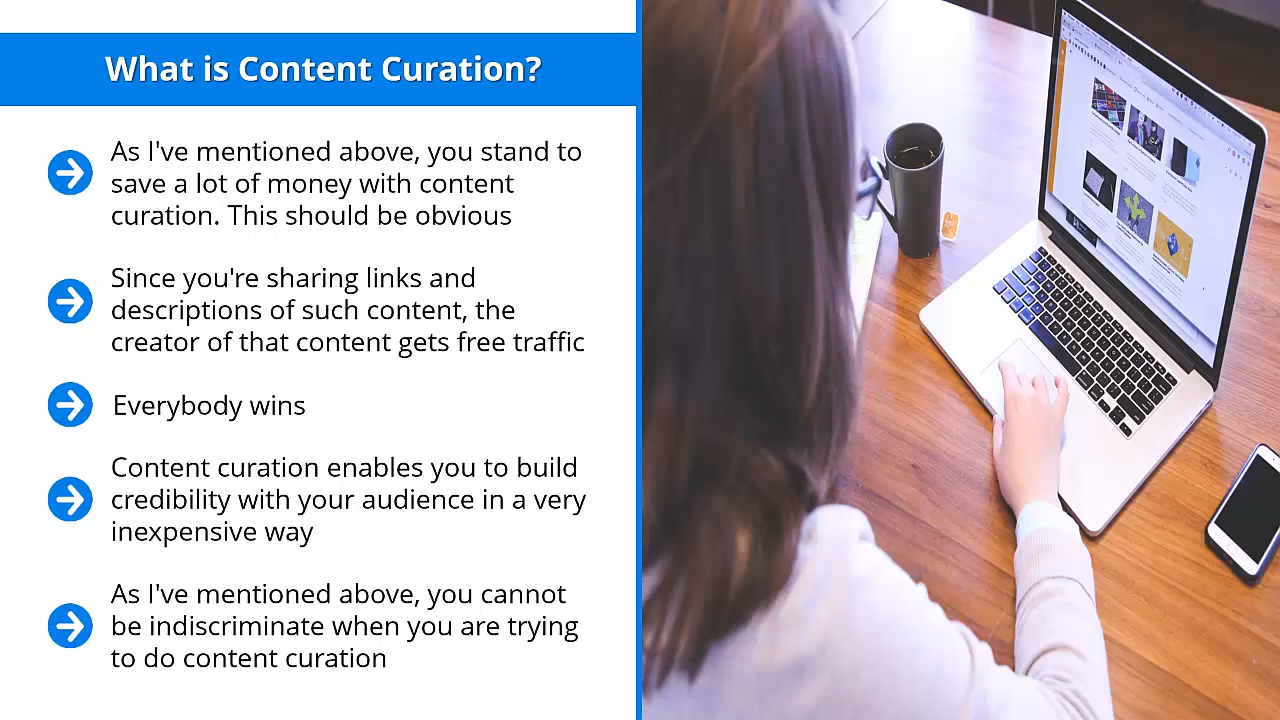 What is Content Curation?
As I've mentioned above, you stand to
save a lot of money with content
curation. This should be obvious
Since you're sharing links and
descriptions of such content, the
creator of that content gets free traffic
Everybody wins
Content curation enables you to build
credibility with your audience in a very
inexpensive way
As I've mentioned above, you cannot
be indiscriminate when you are trying
to do content curation